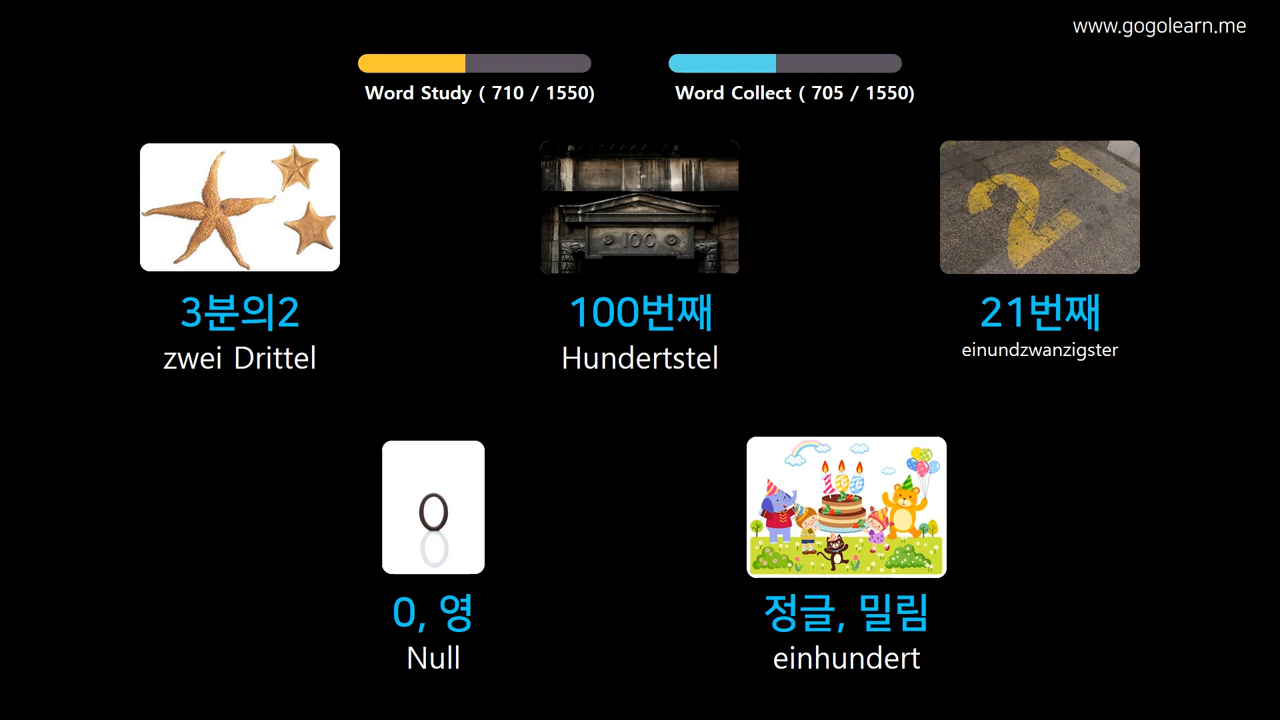 www.gogolearn.me
Word Study ( 710 / 1550)
Word Collect ( 705 / 1550)
100
21
3분의2
zwei Drittel
100번째
Hundertstel
21번째
einundzwanzigster
0
100
0, 영
Null
정글, 밀림
einhundert